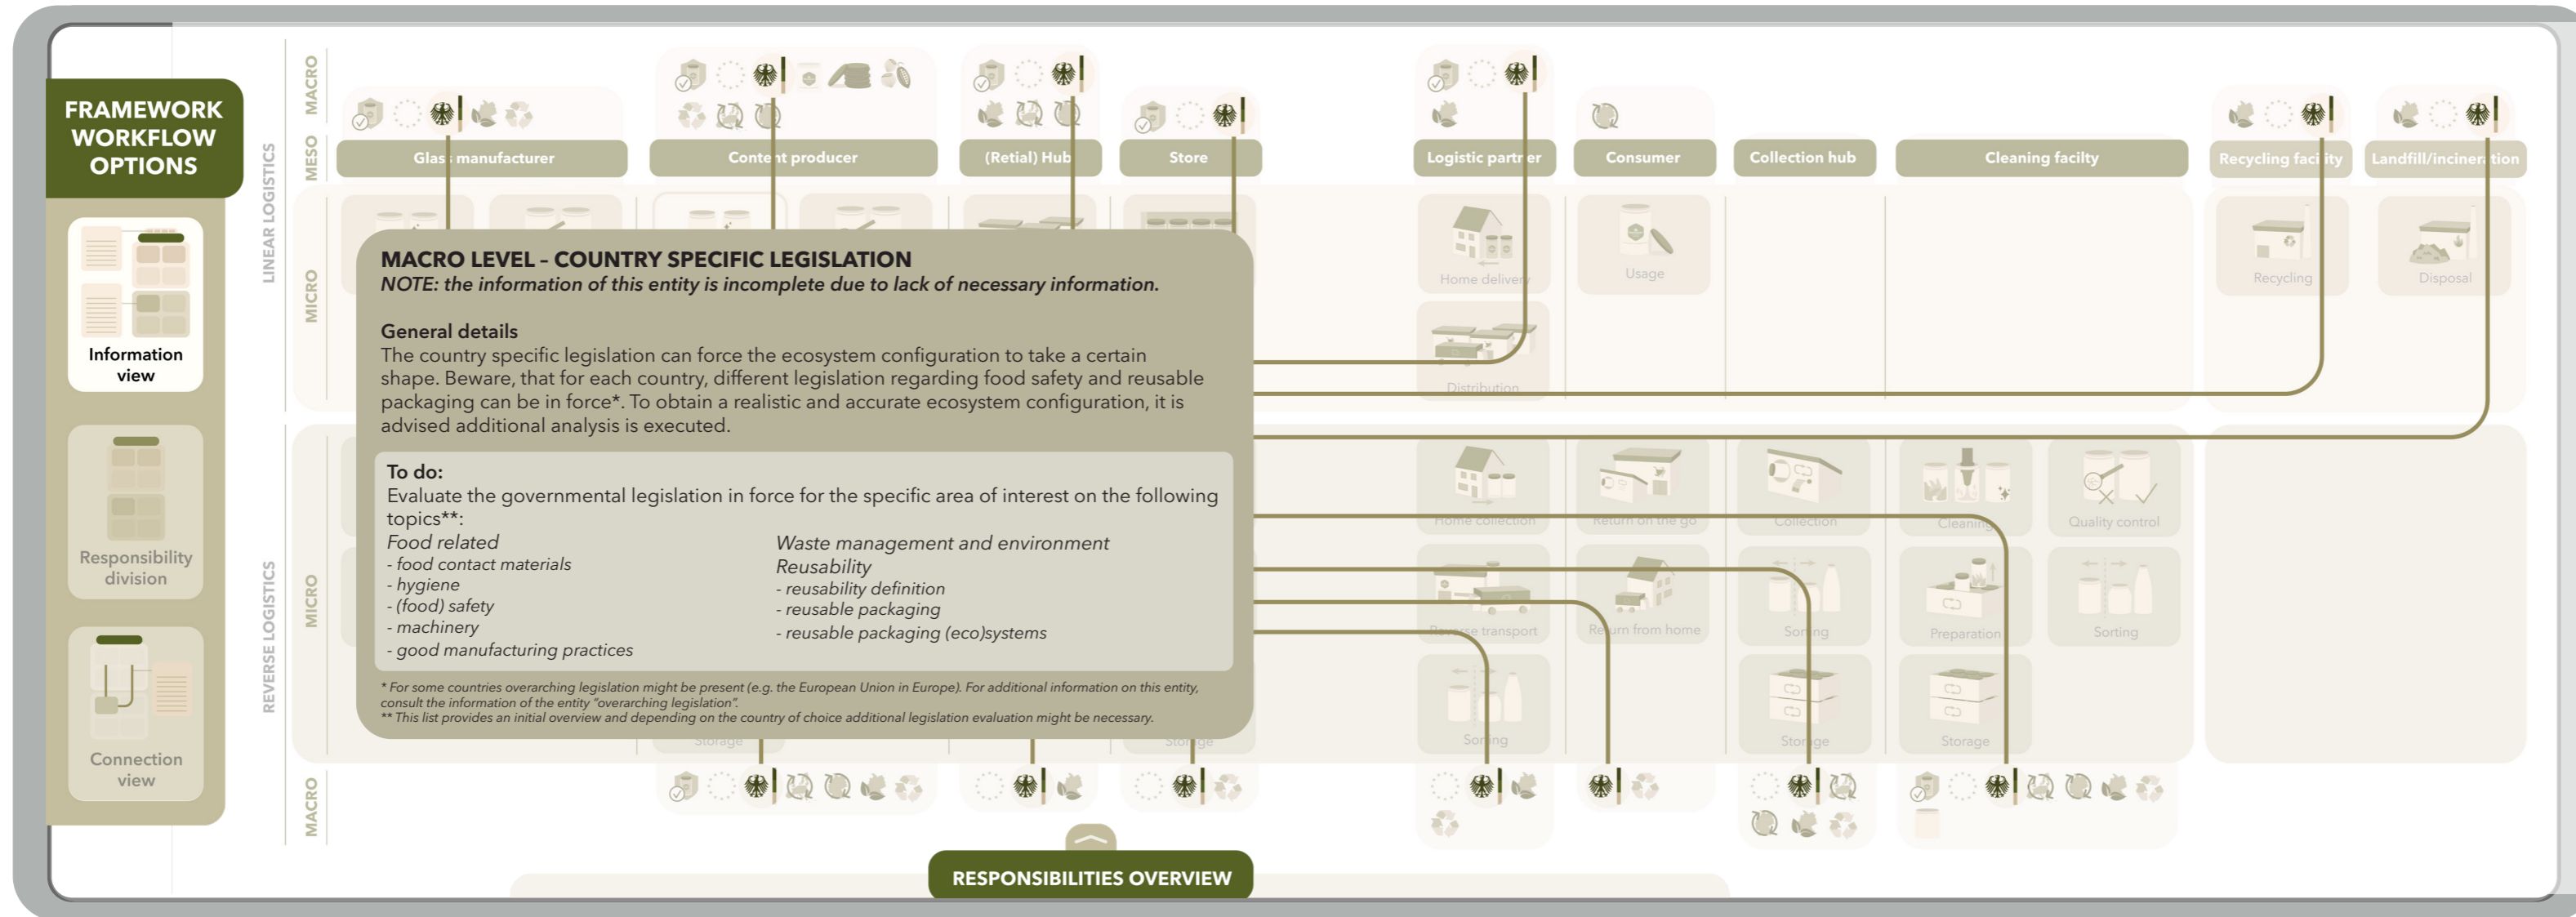 FRAMEWORK
WORKFLOW
OPTIONS
Information
view
Responsibility
division
Connection
view
LINEAR LOGISTICS
REVERSE LOGISTICS
MACRO
MESO
MICRO
MICRO
MACRO
Glass manufacturer
Content producer
(Retial) Hub
Store
Logistic partner
Consumer
Collection hub
Cleaning facilty
Recycling facility
Landfill/incineration
MACRO LEVEL – COUNTRY SPECIFIC LEGISLATION
NOTE: the information of this entity is incomplete due to lack of necessary information.
General details
The country specific legislation can force the ecosystem configuration to take a certain
shape. Beware, that for each country, different legislation regarding food safety and reusable
packaging can be in force*. To obtain a realistic and accurate ecosystem configuration, it is
advised additional analysis is executed.
To do:
Evaluate the governmental legislation in force for the specific area of interest on the following
topics**:
Food related
- food contact materials
- hygiene
- (food) safety
- machinery
- good manufacturing practices
Waste management and environment
Reusability
- reusability definition
- reusable packaging
- reusable packaging (eco)systems
* For some countries overarching legislation might be present (e.g. the European Union in Europe). For additional information on this entity,
consult the information of the entity "overarching legislation".
** This list provides an initial overview and depending on the country of choice additional legislation evaluation might be necessary.
Home delivery
Usage
Recycling
Disposal
Distribution
Home collection
Return on the go
Collection
Cleaning
Quality control
Reverse transport
Return from home
Sorting
Preparation
Sorting
Storage
Storage
Sorting
Storage
Storage
RESPONSIBILITIES OVERVIEW